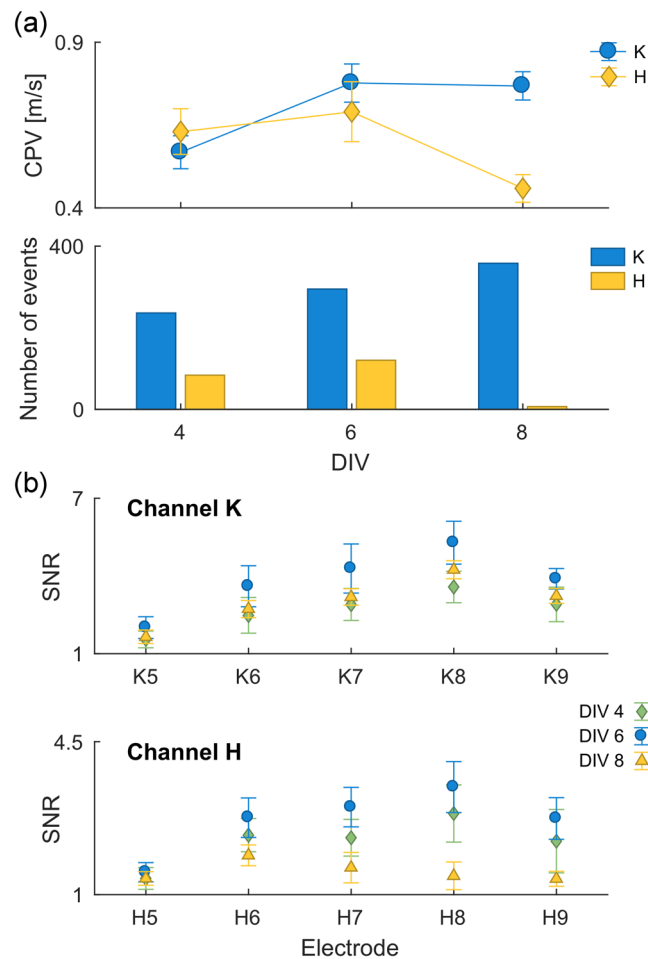 (a)
0.9
CPV [m/s]
0.4
K
H
400
Number of events
0
K
H
4 6 8
DIV
(b)
7
Channel K
SNR
1
K5 K6 K7 K8 K9
DIV 4
DIV 6
DIV 8
4.5
Channel H
SNR
1
H5 H6 H7 H8 H9
Electrode